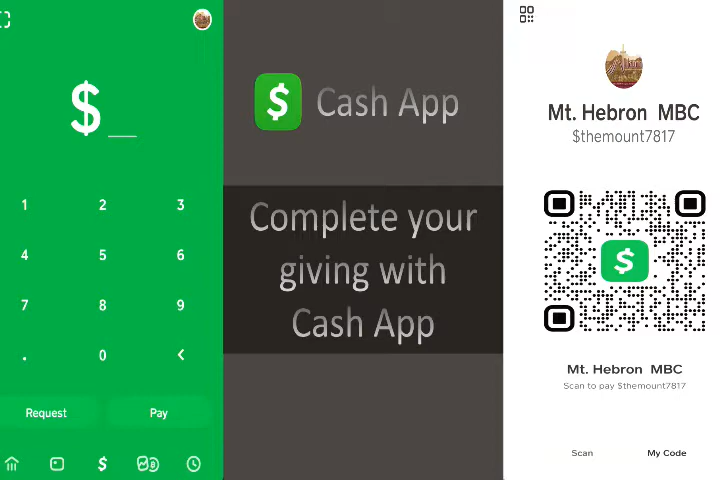 $
1 2 3
4 5 6
7 8 9
. 0 <
Request Pay
$
$ Cash App
Complete your
giving with
Cash App
Mt. Hebron MBC
$themount7817
$
Mt. Hebron MBC
Scan to pay $themount7817
Scan My Code